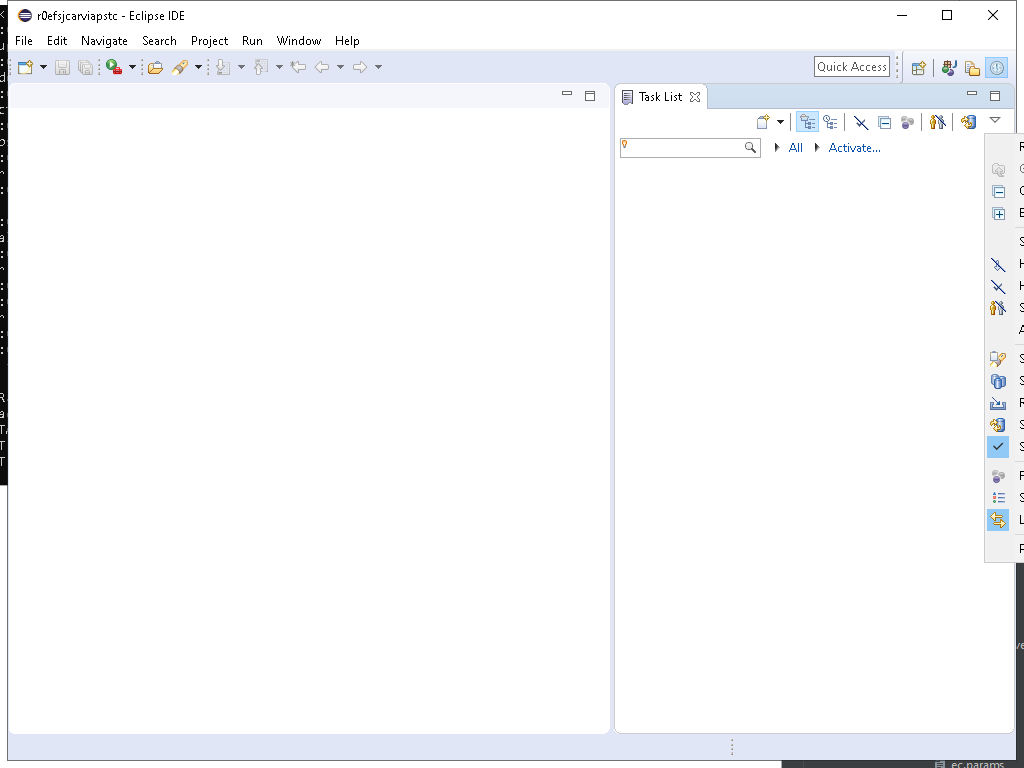 r0efsjcarviapstc - Eclipse IDE
File Edit Navigate Search Project Run Window Help
Quick Access
Task List
All Activate...
ec.params